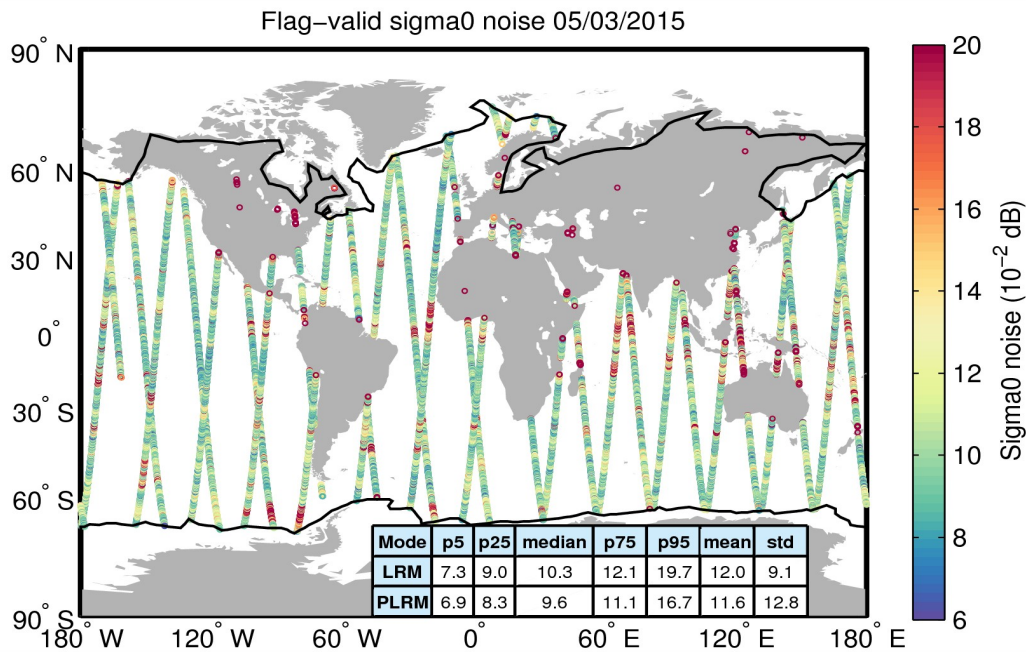 Flag−valid sigma0 noise 05/03/2015
90° N
60° N
30° N
0°
30° S
60° S
90° S
180° W 120° W 60° W 0° 60° E 120° E 180° E
Mode p5 p25 median p75 p95 mean std
LRM 7.3 9.0 10.3 12.1 19.7 12.0 9.1
PLRM 6.9 8.3 9.6 11.1 16.7 11.6 12.8
20
18
16
14
12
10
8
6
Sigma0 noise (10⁻² dB)